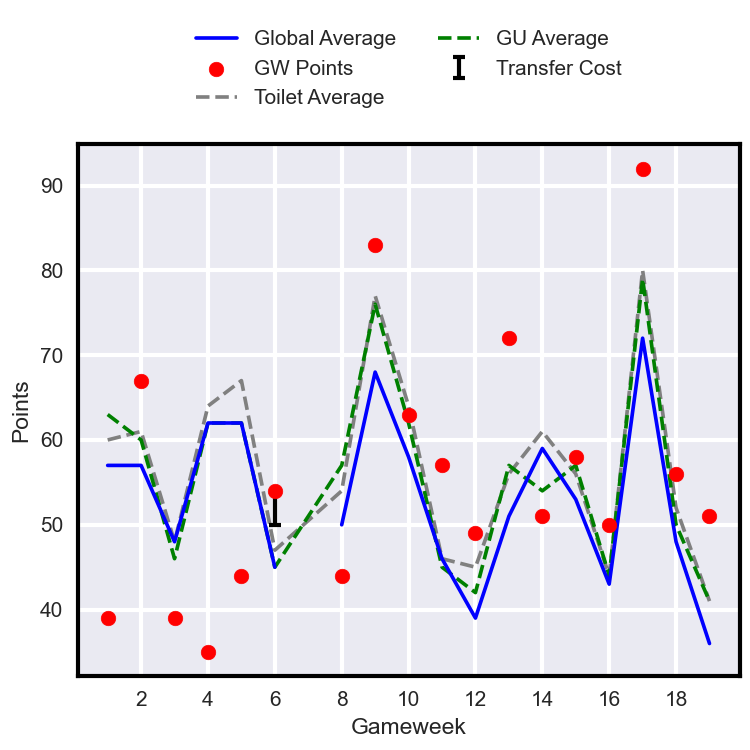 Global Average
GW Points
Toilet Average
GU Average
Transfer Cost
Points
90
80
70
60
50
40
2 4 6 8 10 12 14 16 18
Gameweek